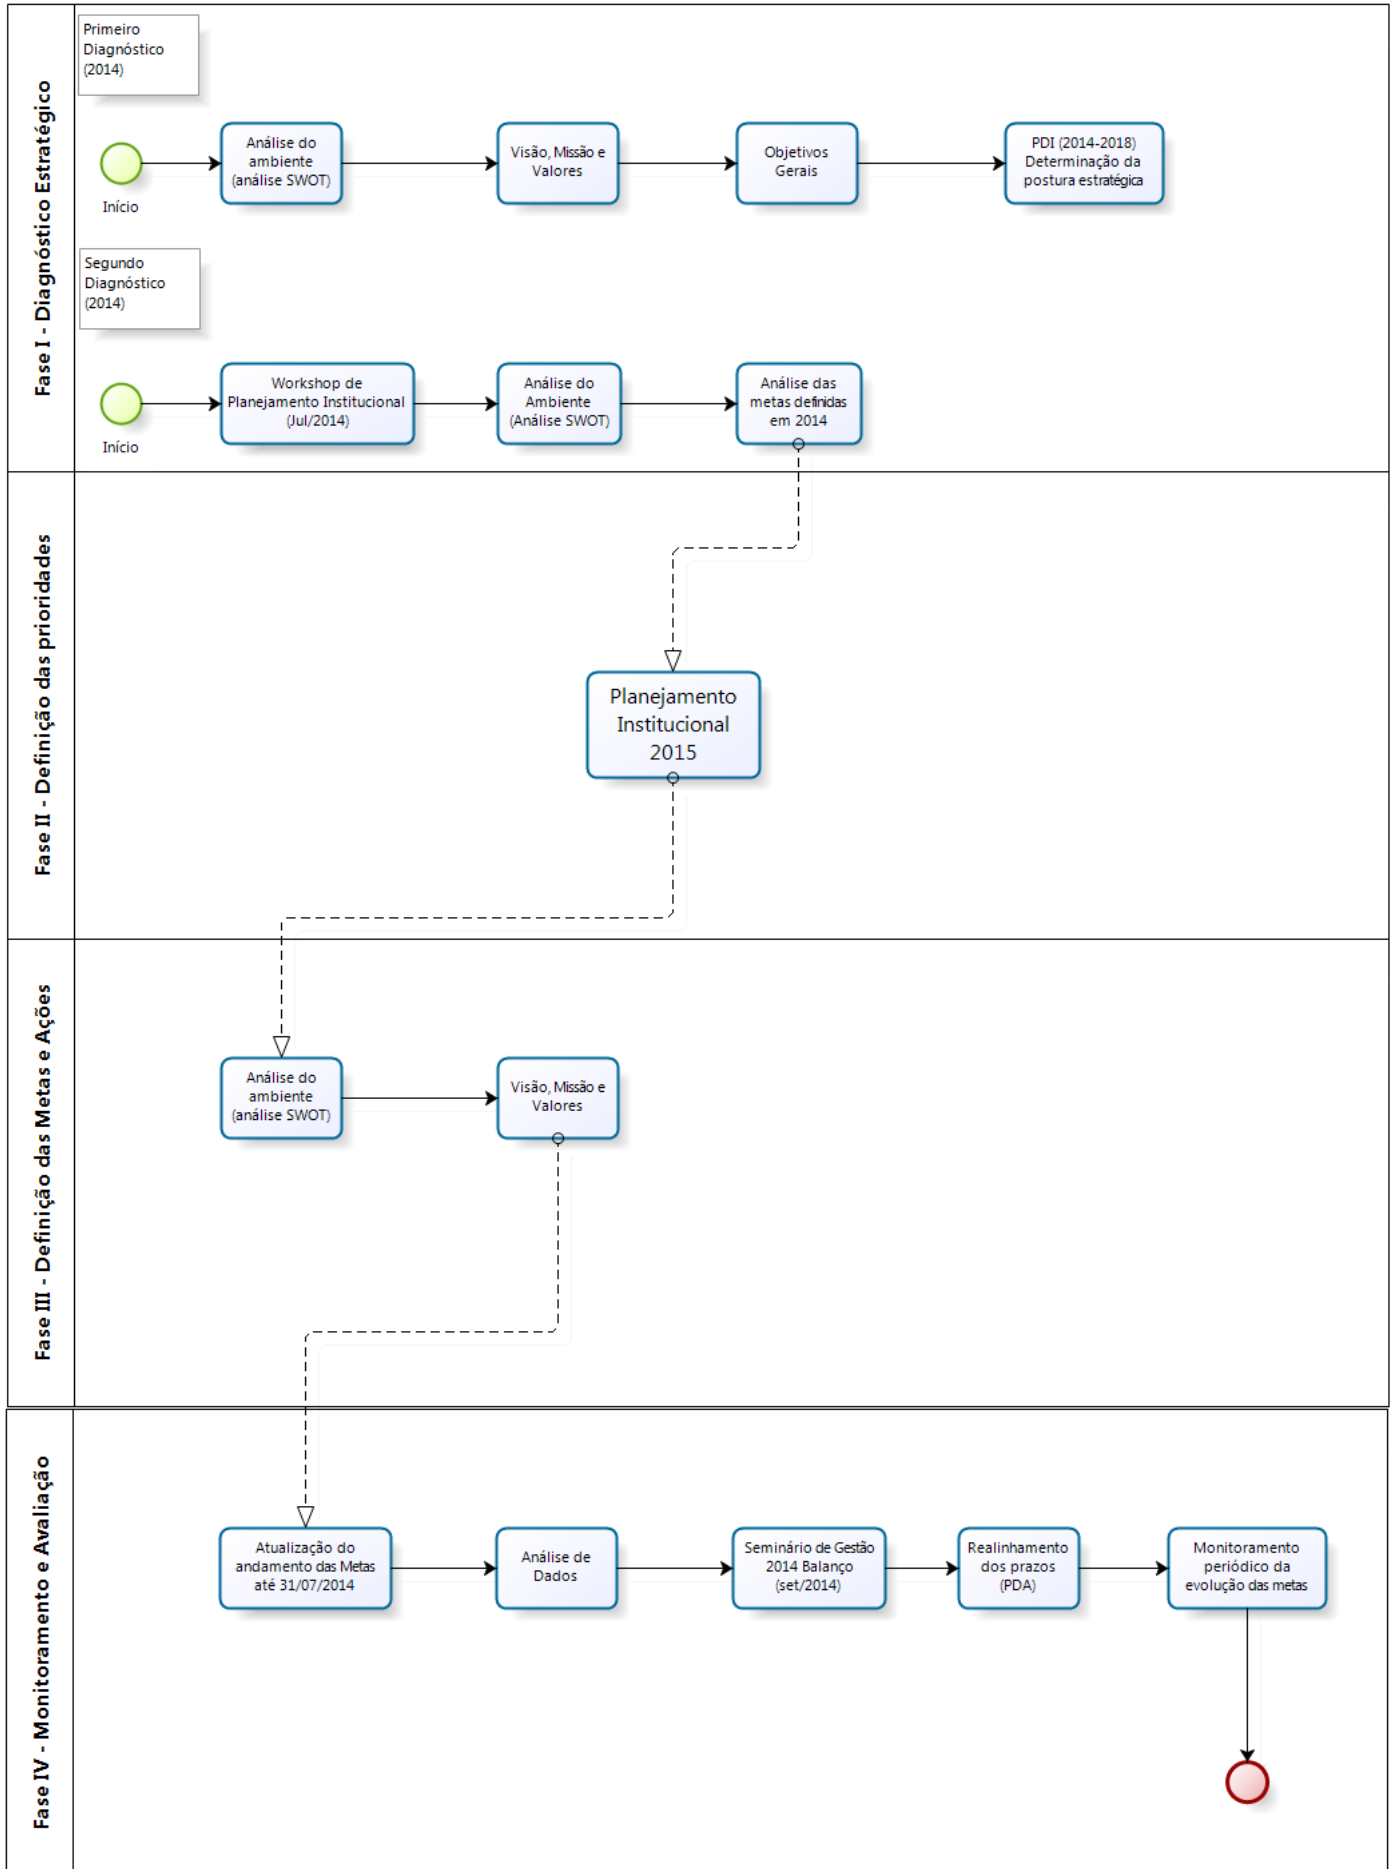 Fase I - Diagnóstico Estratégico
Primeiro
Diagnóstico
(2014)
Início
Análise do
ambiente
(análise SWOT)
Visão, Missão e
Valores
Objetivos
Gerais
PDI (2014-2018)
Determinação da
postura estratégica
Segundo
Diagnóstico
(2014)
Início
Workshop de
Planejamento Institucional
(Jul/2014)
Análise do
Ambiente
(Análise SWOT)
Análise das
metas definidas
em 2014
Fase II - Definição das prioridades
Planejamento
Institucional
2015
Fase III - Definição das Metas e Ações
Análise do
ambiente
(análise SWOT)
Visão, Missão e
Valores
Fase IV - Monitoramento e Avaliação
Atualização do
andamento das Metas
até 31/07/2014
Análise de
Dados
Seminário de Gestão
2014 Balanço
(set/2014)
Realinhamento
dos prazos
(PDA)
Monitoramento
periódico da
evolução das metas